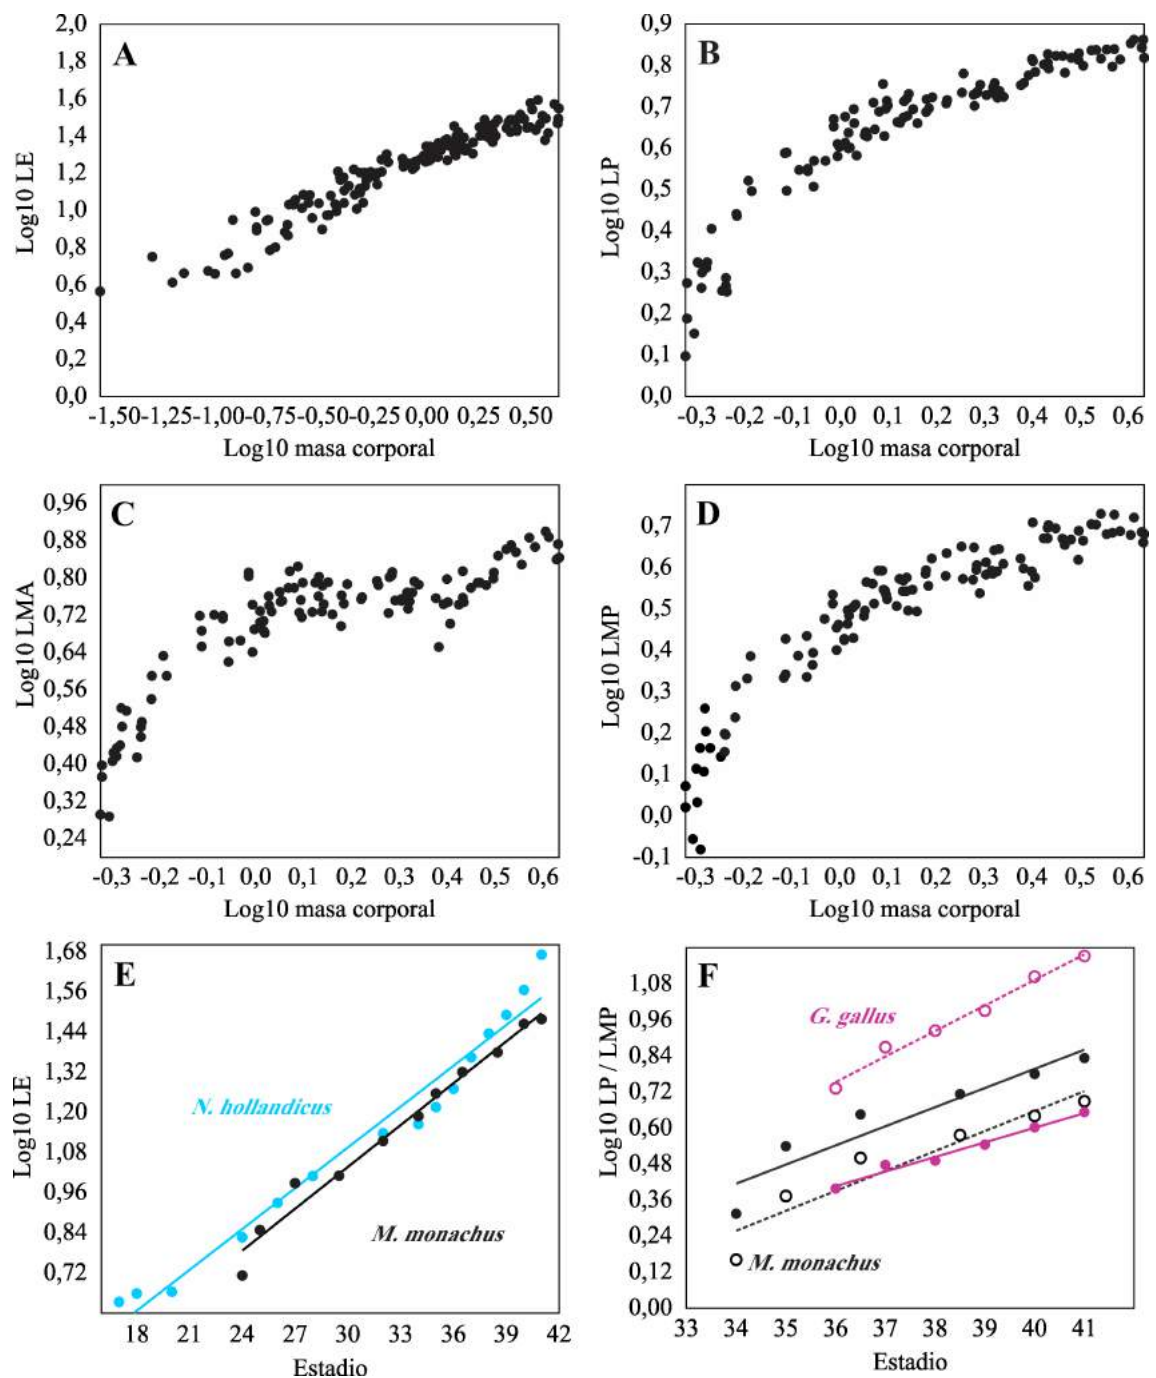 A
Log10 LE
2,0
1,8
1,6
1,4
1,2
1,0
0,8
0,6
0,4
0,2
0,0
-1,50 -1,25 -1,00 -0,75 -0,50 -0,25 0,00 0,25 0,50
Log10 masa corporal
B
Log10 LP
0,9
0,8
0,7
0,6
0,5
0,4
0,3
0,2
0,1
0,0
-0,3 -0,2 -0,1 0,0 0,1 0,2 0,3 0,4 0,5 0,6
Log10 masa corporal
C
Log10 LMA
0,96
0,88
0,80
0,72
0,64
0,56
0,48
0,40
0,32
0,24
-0,3 -0,2 -0,1 0,0 0,1 0,2 0,3 0,4 0,5 0,6
Log10 masa corporal
D
Log10 LMP
0,7
0,6
0,5
0,4
0,3
0,2
0,1
0,0
-0,1
-0,3 -0,2 -0,1 0,0 0,1 0,2 0,3 0,4 0,5 0,6
Log10 masa corporal
E
Log10 LE
1,68
1,56
1,44
1,32
1,20
1,08
0,96
0,84
0,72
N. hollandicus
M. monachus
18 21 24 27 30 33 36 39 42
Estadio
F
Log10 LP / LMP
1,08
0,96
0,84
0,72
0,60
0,48
0,36
0,24
0,12
0,00
G. gallus
M. monachus
33 34 35 36 37 38 39 40 41
Estadio